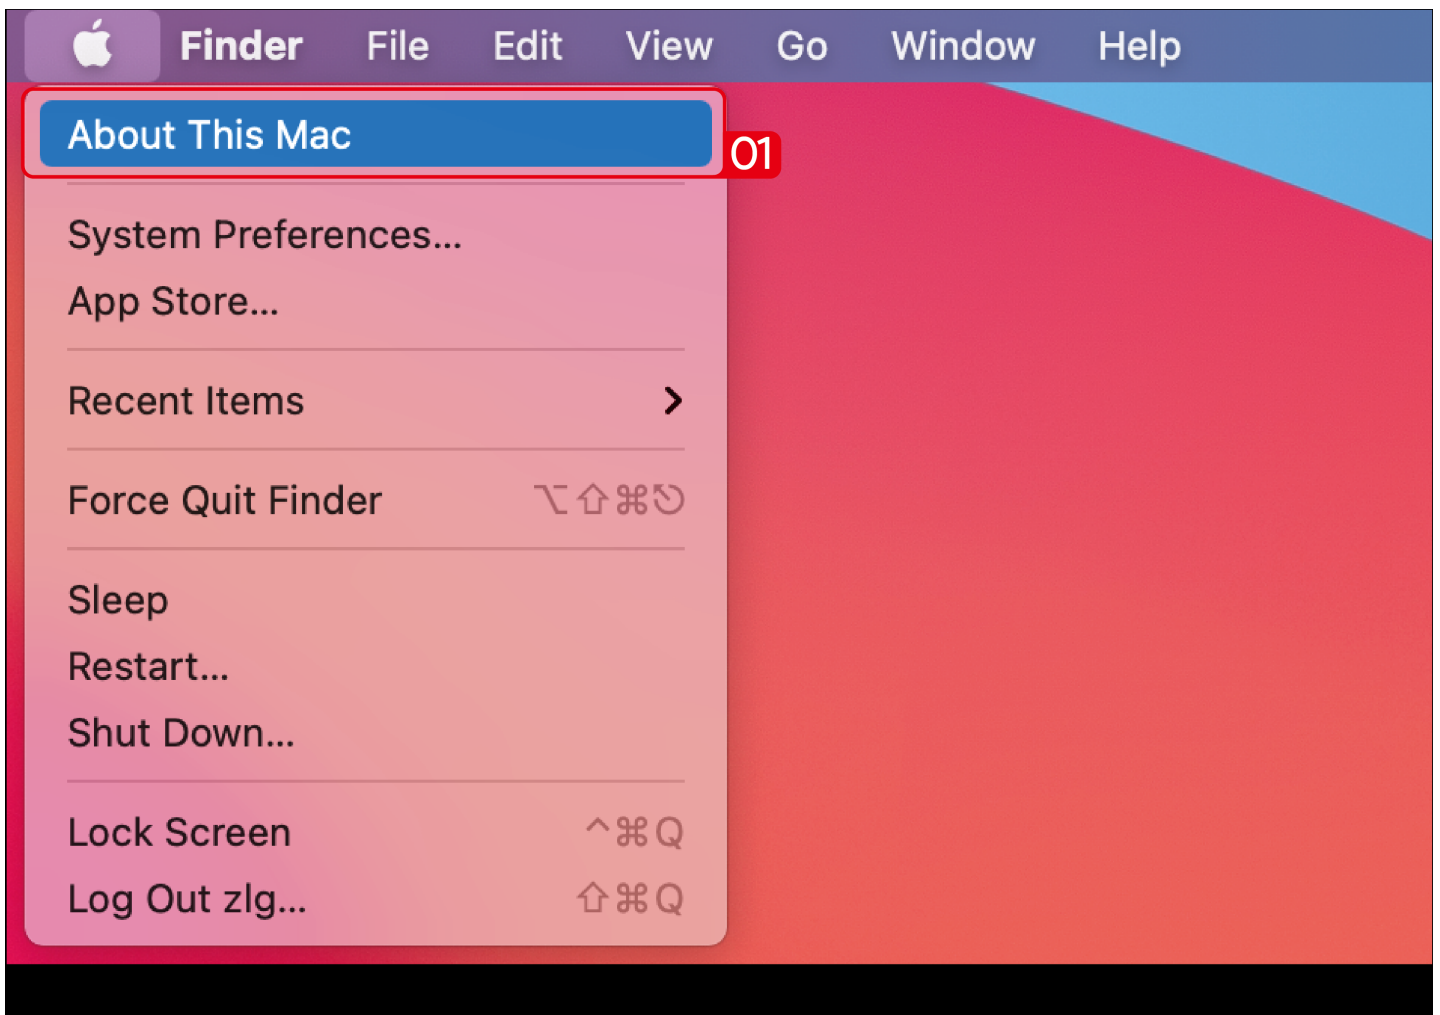 Finder File Edit View Go Window Help
About This Mac
01
System Preferences...
App Store...
Recent Items
Force Quit Finder ⌥⇧⌘⎋
Sleep
Restart...
Shut Down...
Lock Screen ^⌘Q
Log Out zlg... ⇧⌘Q